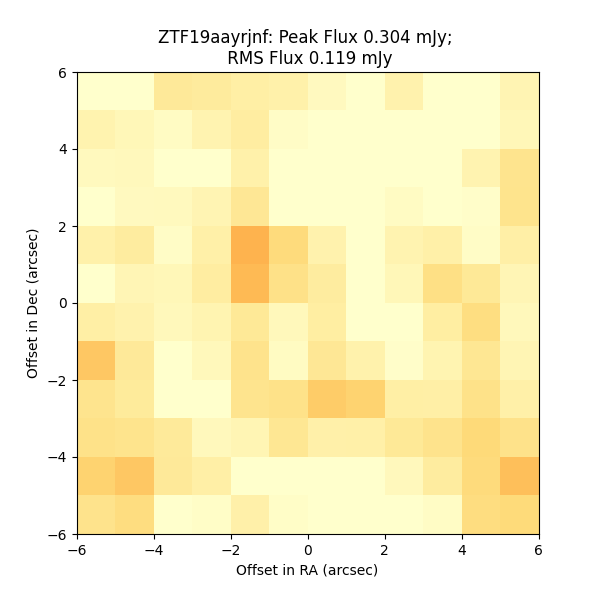 ZTF19aayrjnf: Peak Flux 0.304 mJy;
RMS Flux 0.119 mJy
6
4
2
0
−2
−4
−6
Offset in Dec (arcsec)
−6 −4 −2 0 2 4 6
Offset in RA (arcsec)